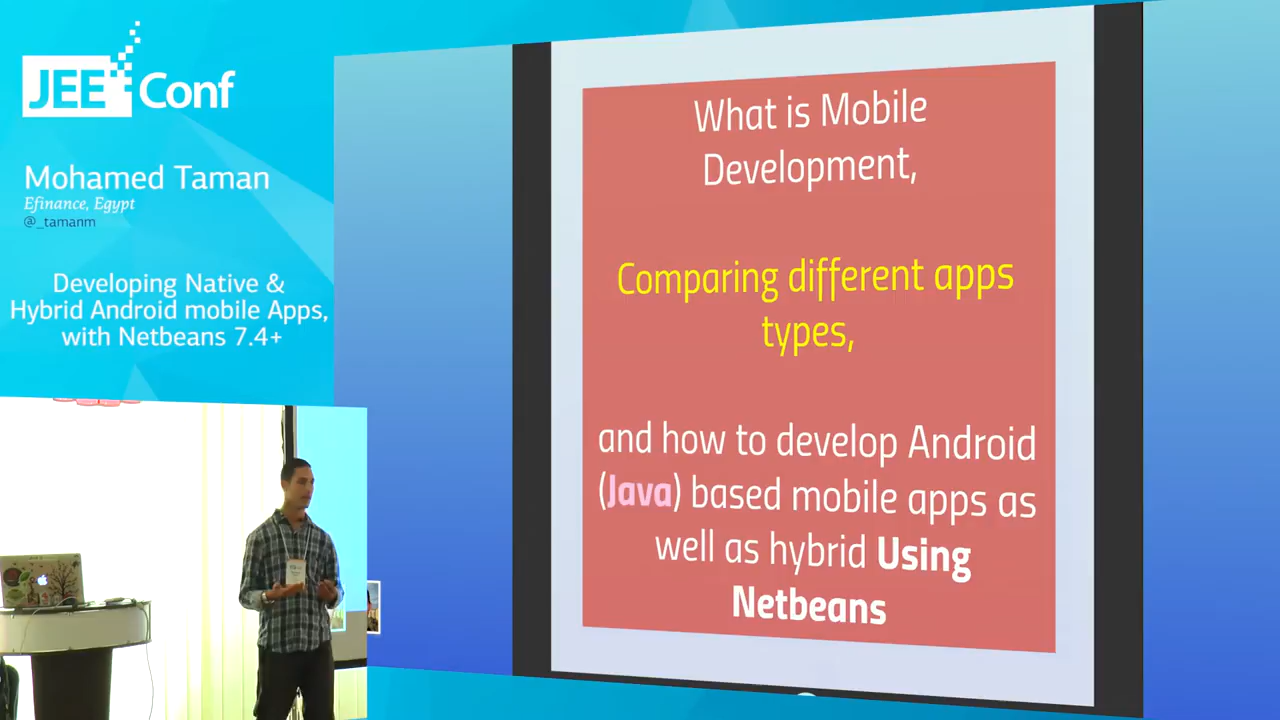 JEE Conf
Mohamed Taman
Efinance, Egypt
@_tamanm
Developing Native &
Hybrid Android mobile Apps,
with Netbeans 7.4+
What is Mobile
Development,
Comparing different apps
types,
and how to develop Android
(Java) based mobile apps as
well as hybrid Using
Netbeans